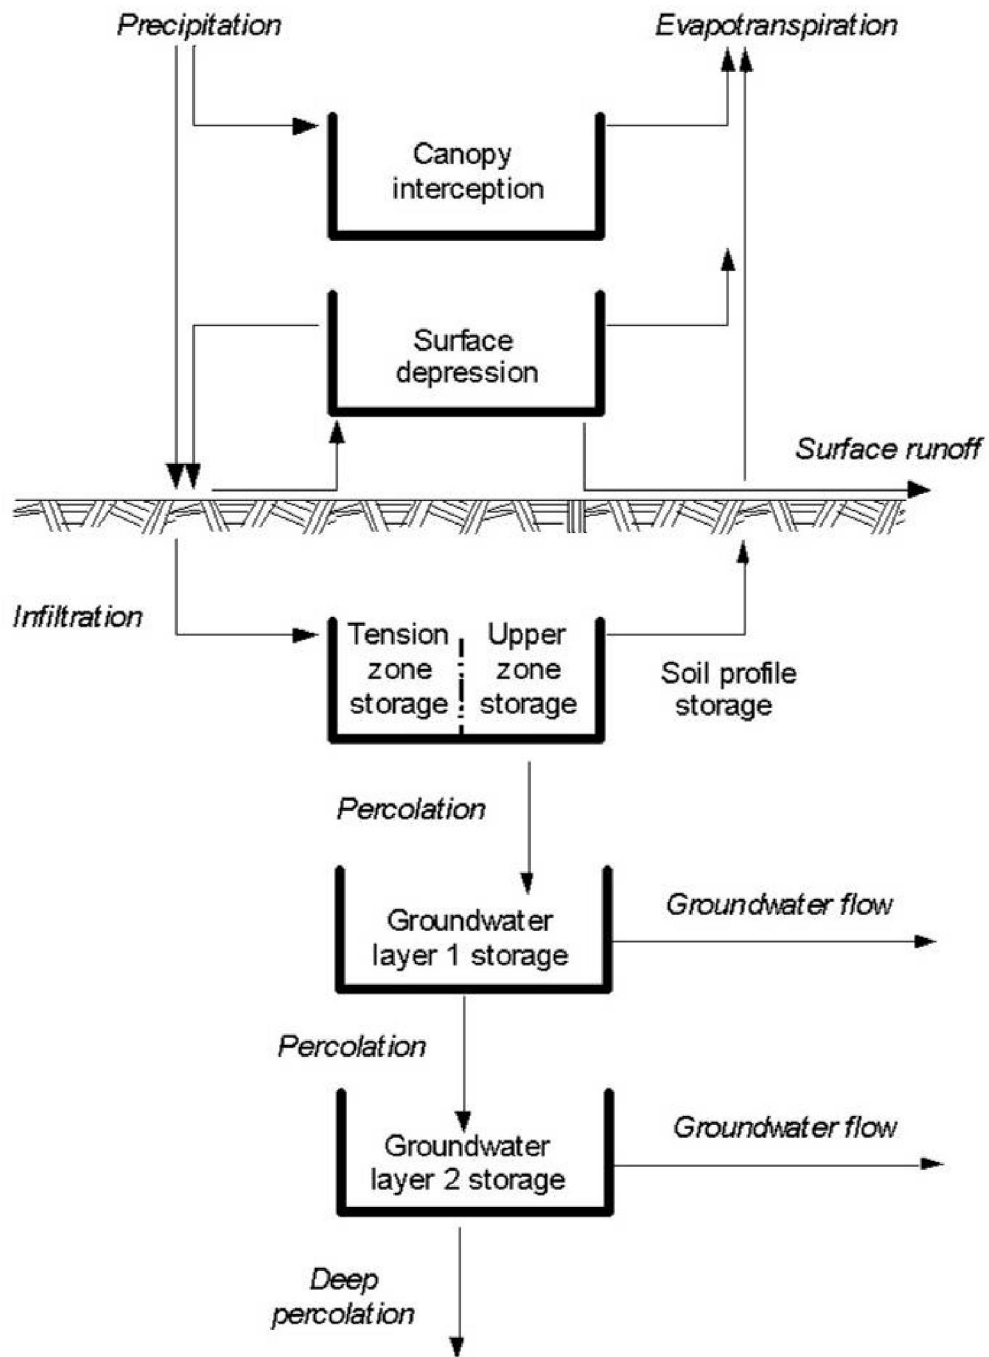 Precipitation
Evapotranspiration
Canopy
interception
Surface
depression
Surface runoff
Infiltration
Tension
zone
storage
Upper
zone
storage
Soil profile
storage
Percolation
Groundwater
layer 1 storage
Groundwater flow
Percolation
Groundwater
layer 2 storage
Groundwater flow
Deep
percolation